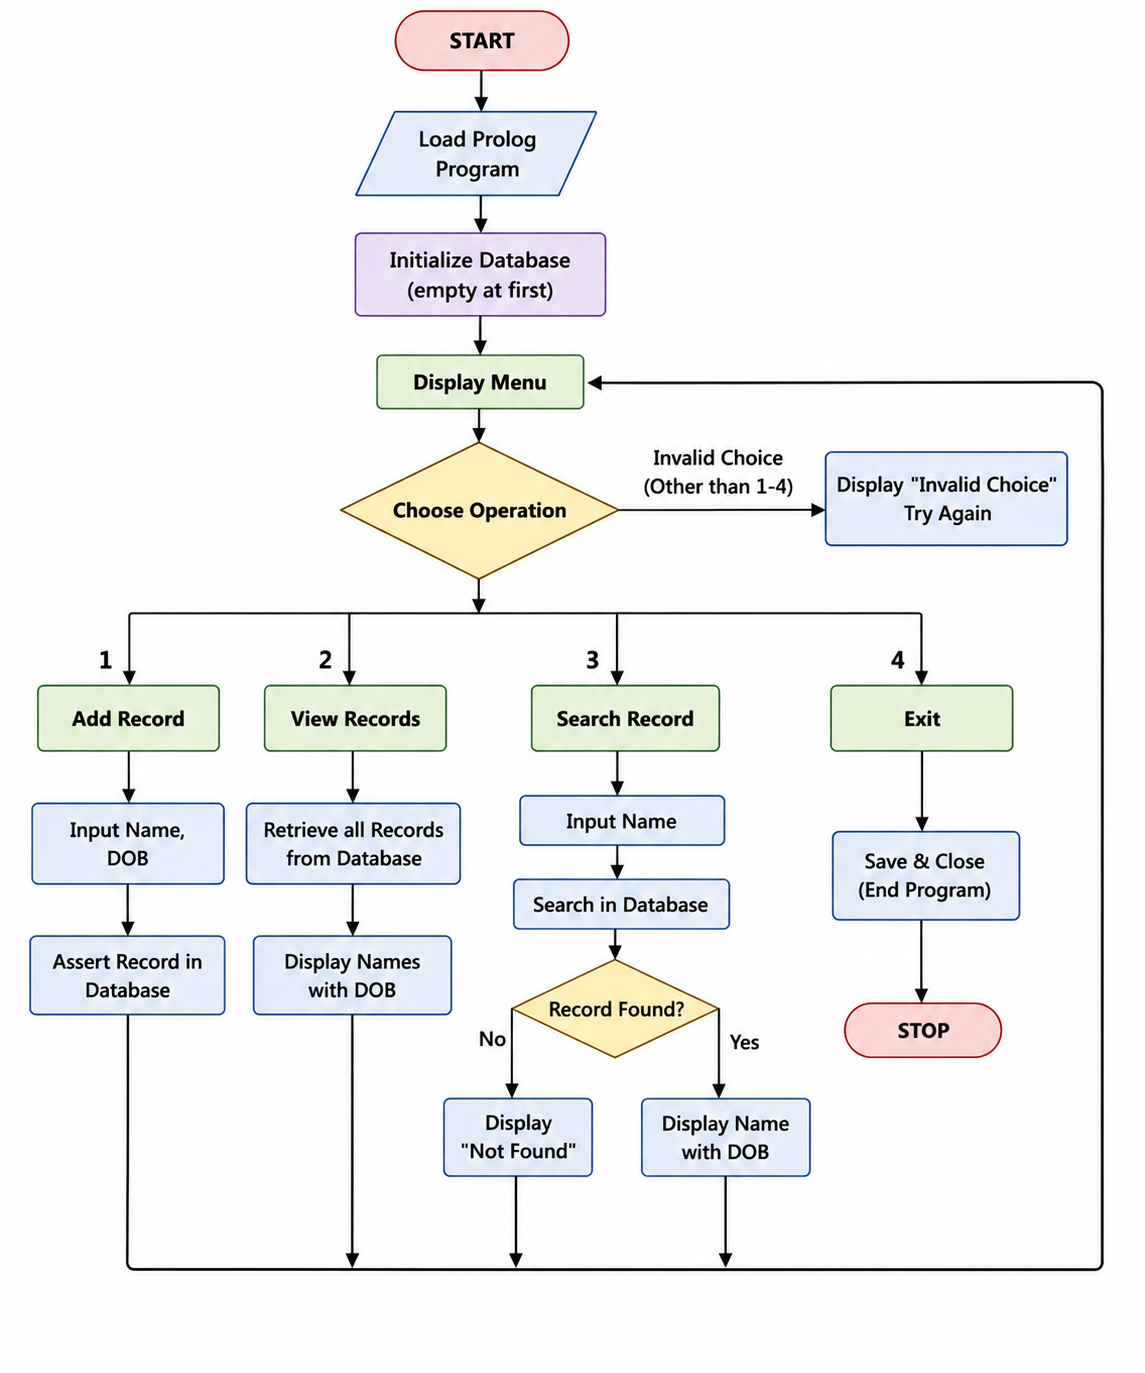 START
Load Prolog
Program
Initialize Database
(empty at first)
Display Menu
Choose Operation
Invalid Choice
(Other than 1-4)
Display "Invalid Choice"
Try Again
1
2
3
4
Add Record
View Records
Search Record
Exit
Input Name,
DOB
Retrieve all Records
from Database
Input Name
Save & Close
(End Program)
Search in Database
Assert Record in
Database
Display Names
with DOB
Record Found?
No
Yes
STOP
Display
"Not Found"
Display Name
with DOB